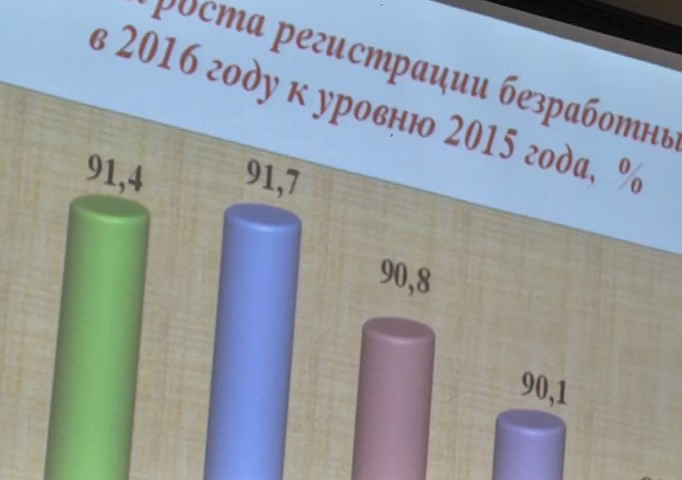 роста регистрации безработны
в 2016 году к уровню 2015 года, %
91,4
91,7
90,8
90,1